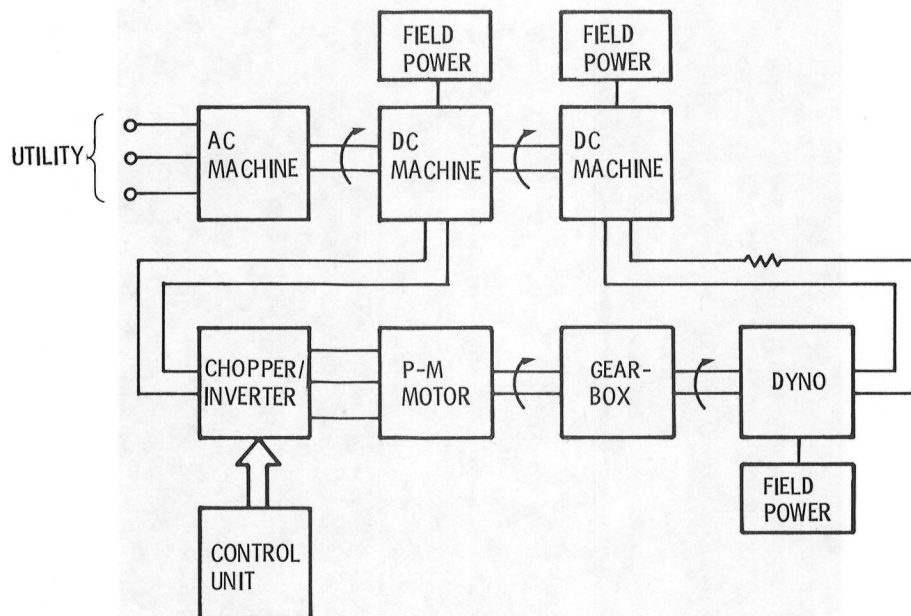 FIELD
POWER
FIELD
POWER
UTILITY
AC
MACHINE
DC
MACHINE
DC
MACHINE
CHOPPER/
INVERTER
P-M
MOTOR
GEAR-
BOX
DYNO
FIELD
POWER
CONTROL
UNIT